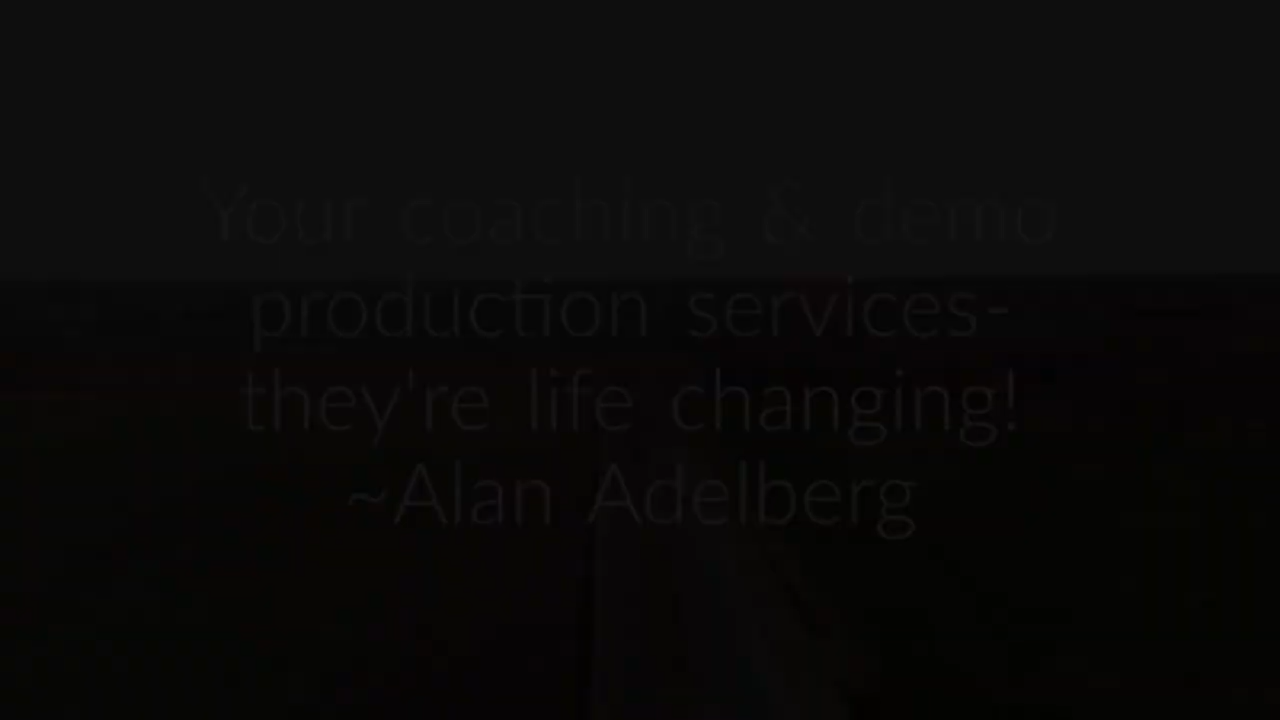 Your coaching & demo
production services-
they're life changing!
~Alan Adelberg